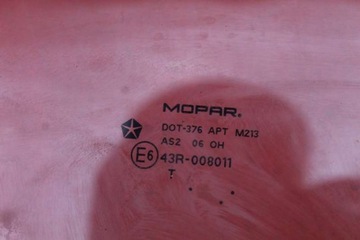 MOPAR.
DOT-376 APT M213
AS2 06 OH
E6 43R-008011
T